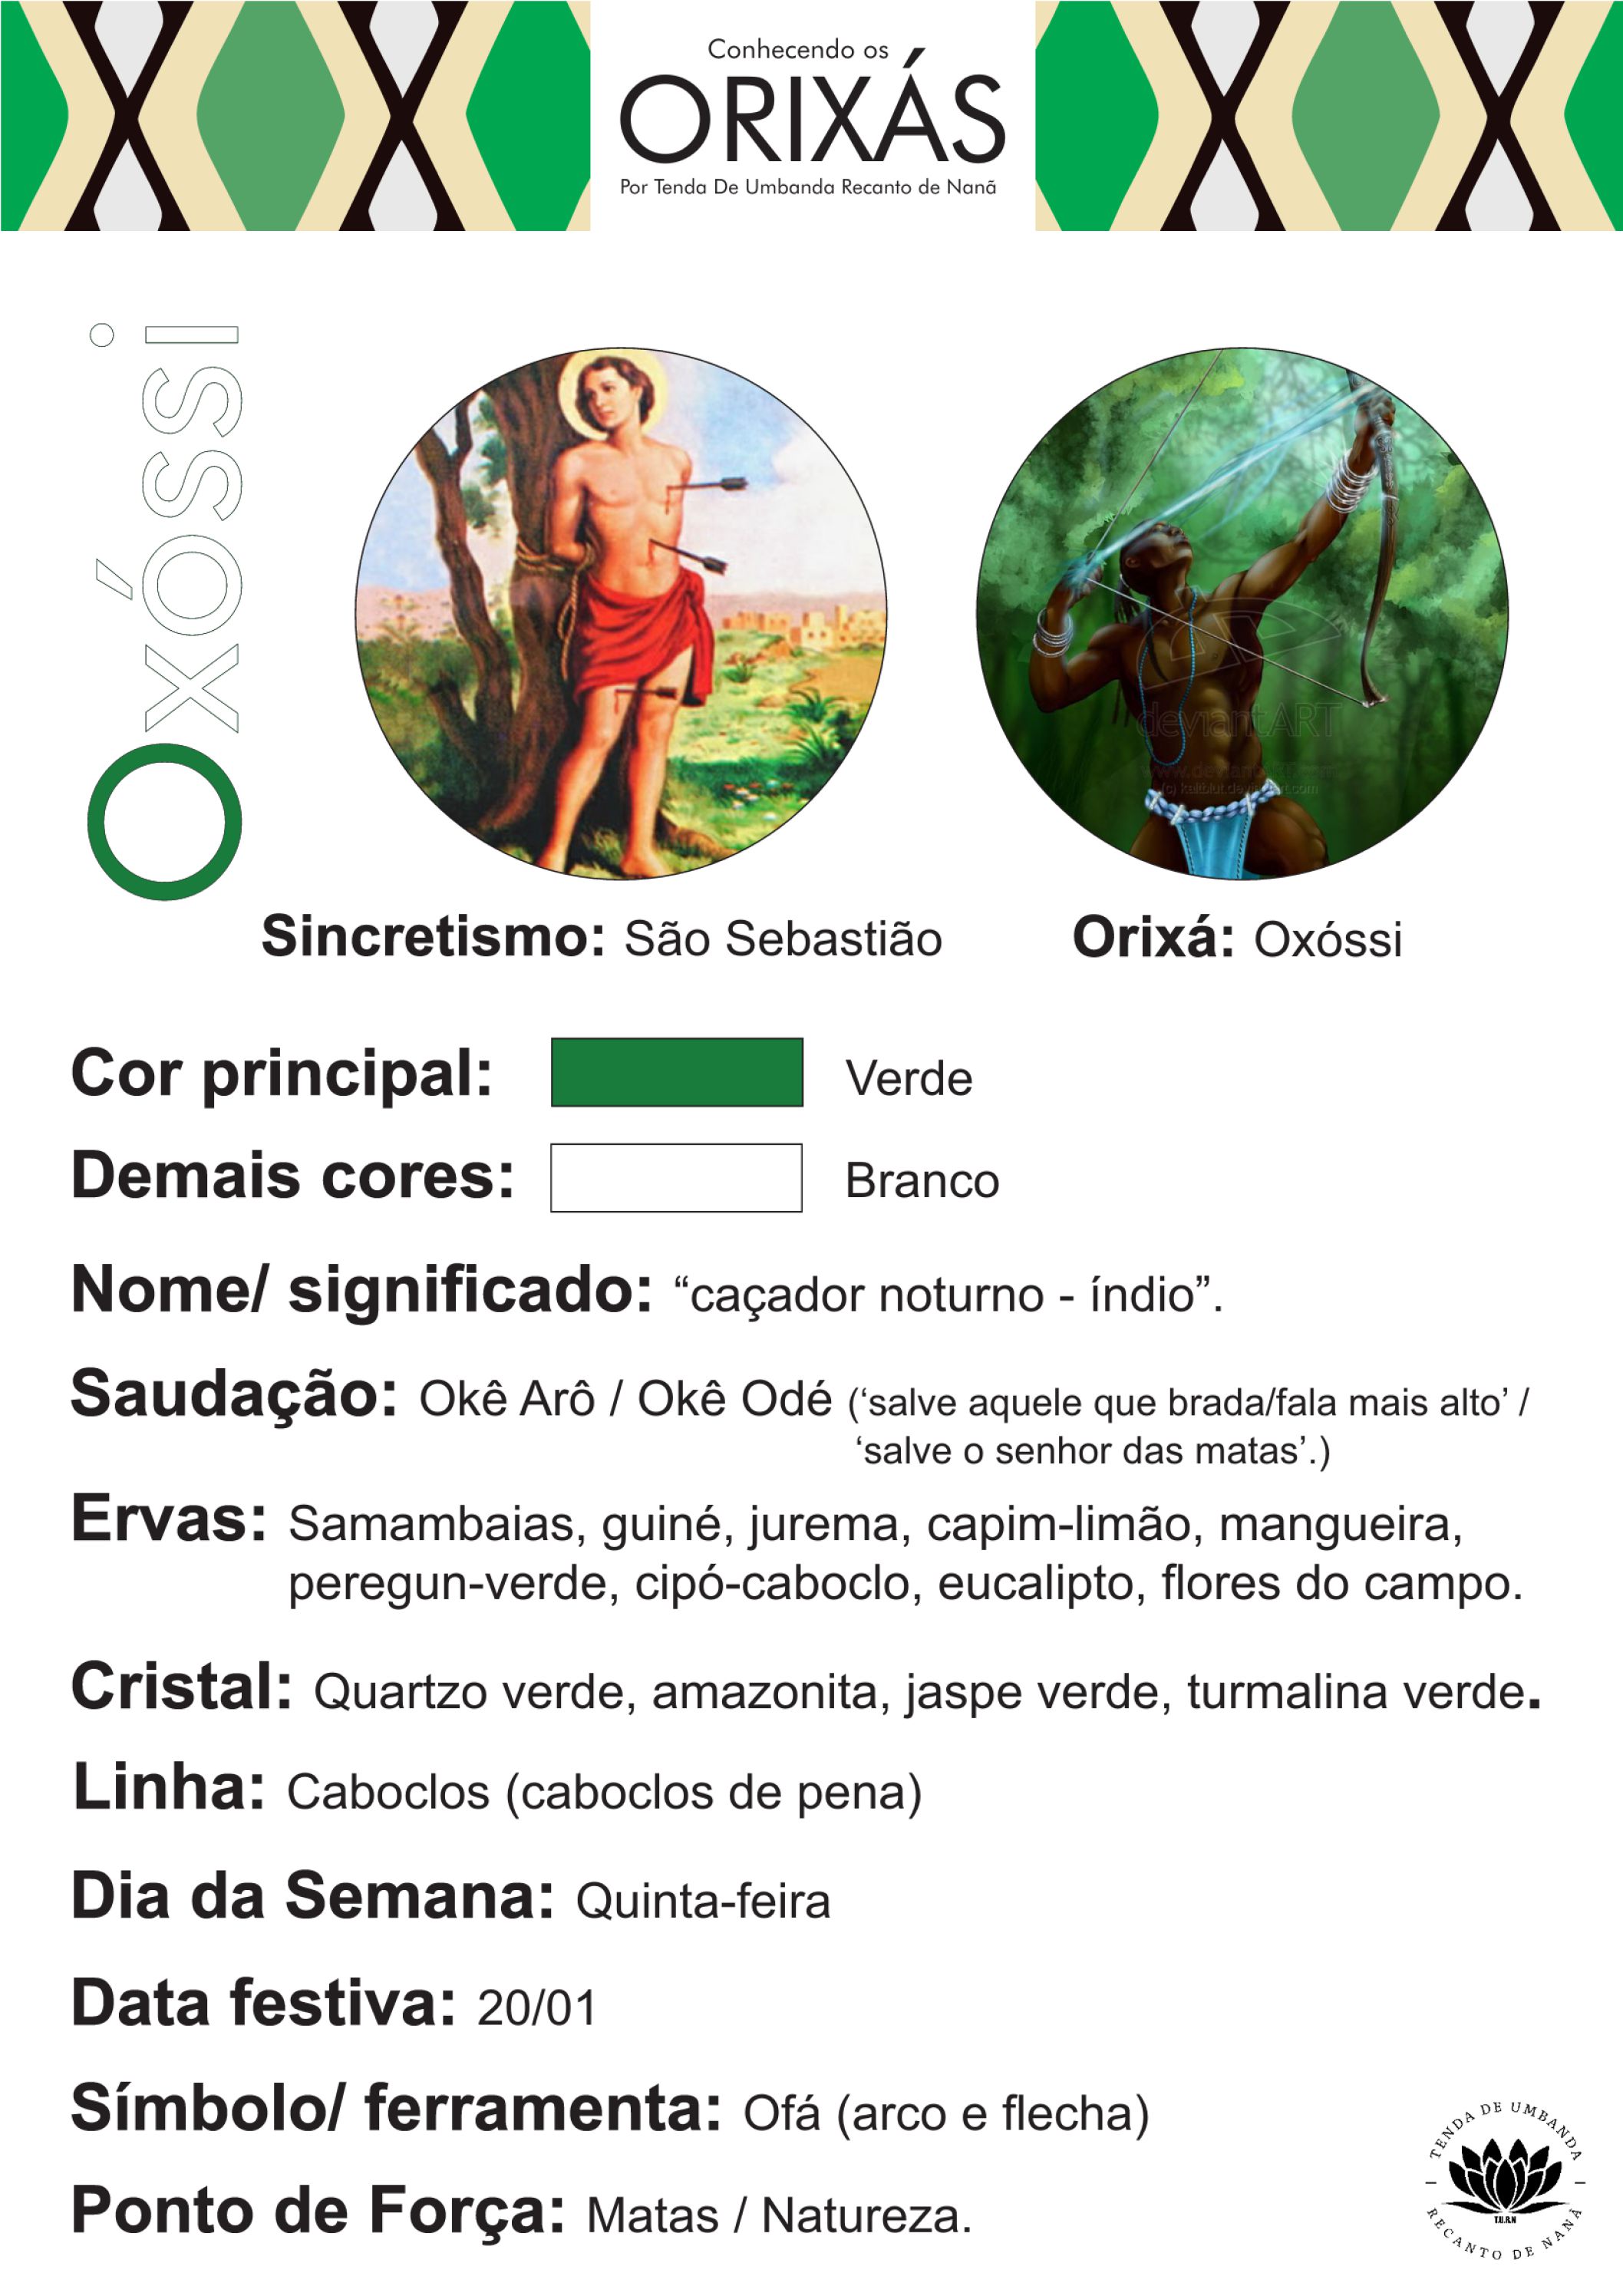 Conhecendo os
ORIXÁS
Por Tenda De Umbanda Recanto de Nanã
Oxóssi
deviantART
Sincretismo: São Sebastião
Orixá: Oxóssi
Cor principal: Verde
Demais cores: Branco
Nome/ significado: “caçador noturno - índio”.
Saudação: Okê Arô / Okê Odé (‘salve aquele que brada/fala mais alto’ /
‘salve o senhor das matas’.)
Ervas: Samambaias, guiné, jurema, capim-limão, mangueira,
peregun-verde, cipó-caboclo, eucalipto, flores do campo.
Cristal: Quartzo verde, amazonita, jaspe verde, turmalina verde.
Linha: Caboclos (caboclos de pena)
Dia da Semana: Quinta-feira
Data festiva: 20/01
Símbolo/ ferramenta: Ofá (arco e flecha)
Ponto de Força: Matas / Natureza.
TENDA DE UMBANDA
T.U.R.N
RECANTO DE NANÃ